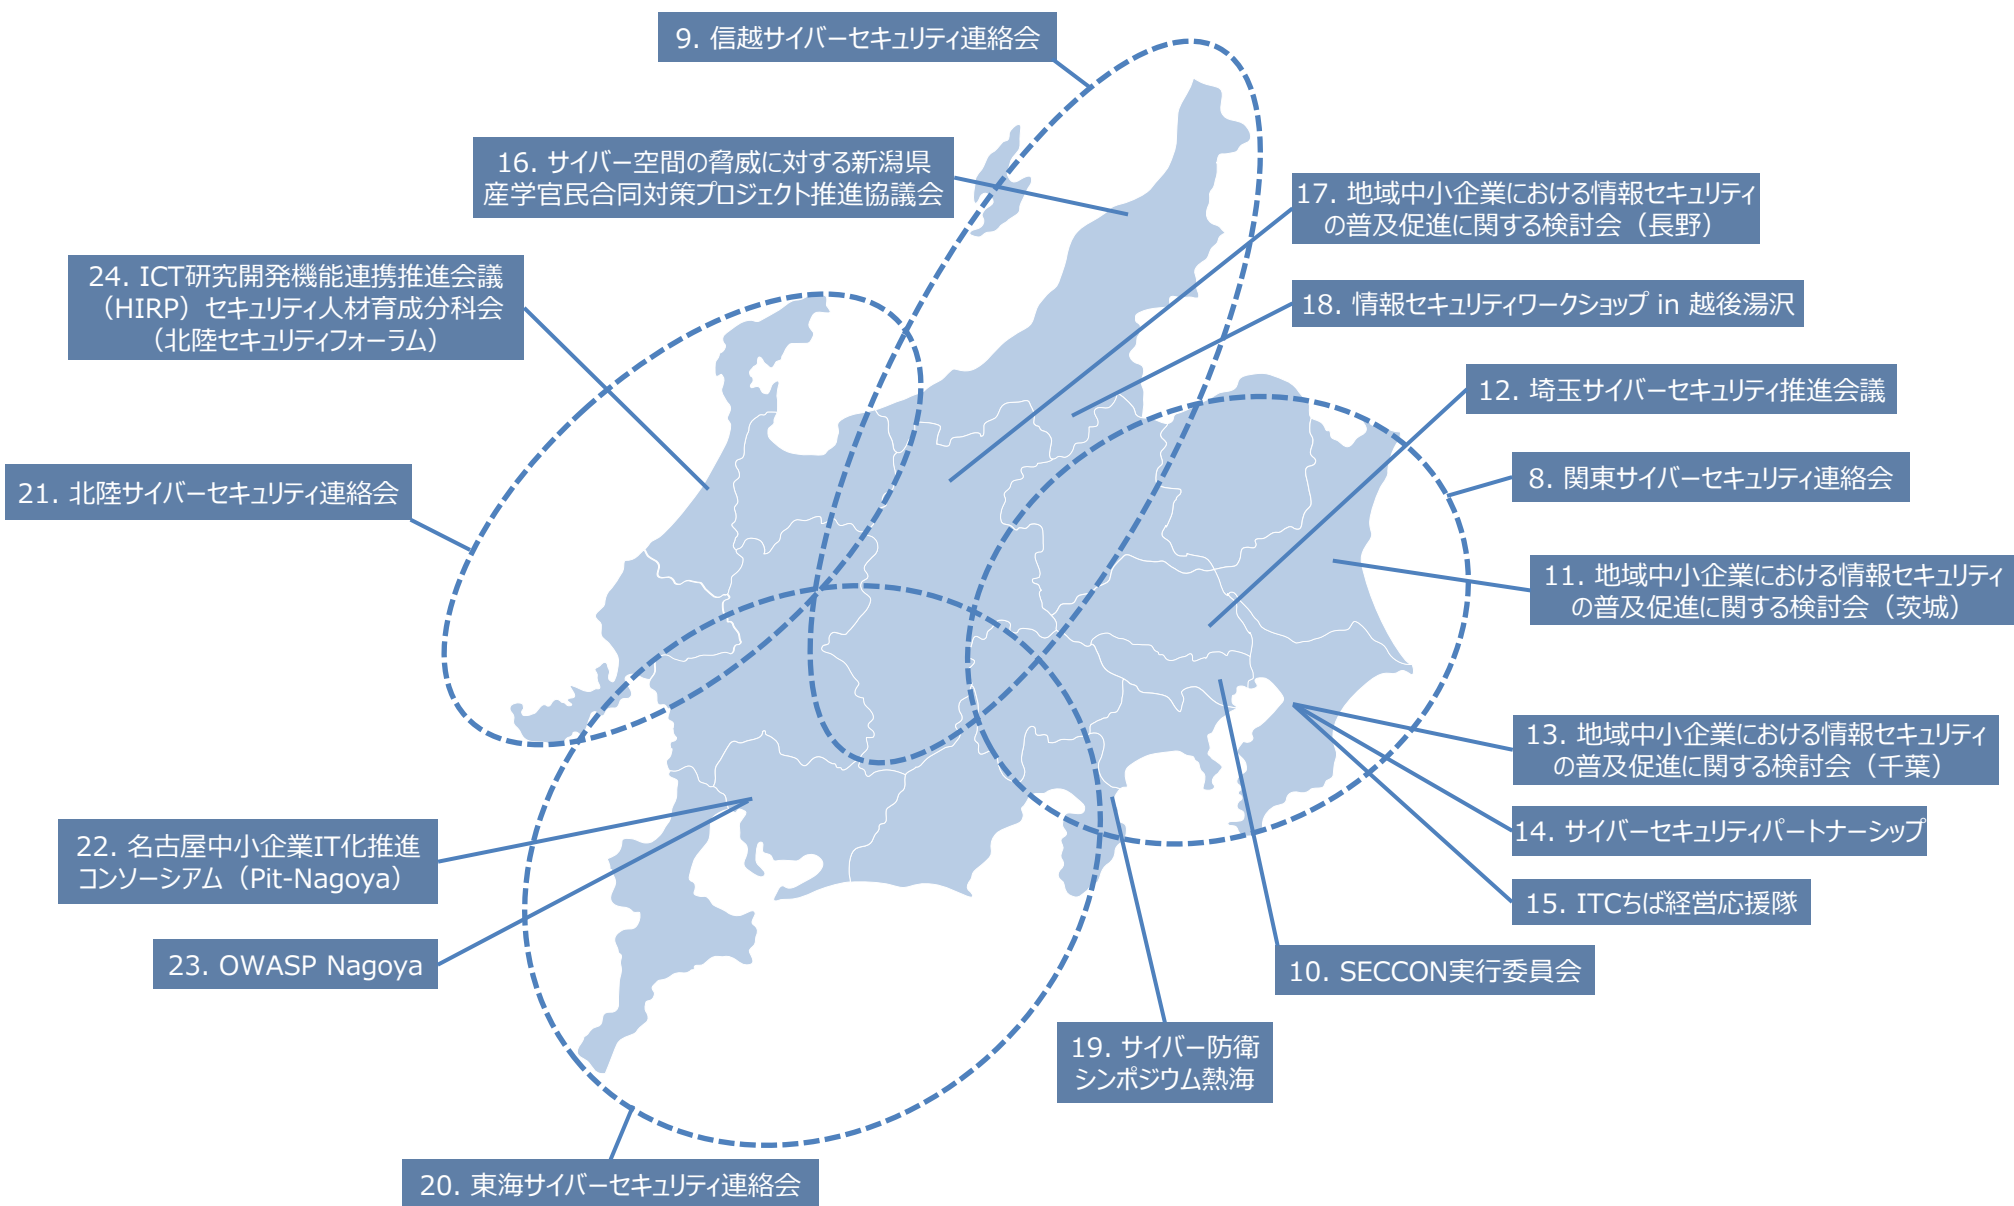 9. 信越サイバーセキュリティ連絡会
16. サイバー空間の脅威に対する新潟県
産学官民合同対策プロジェクト推進協議会
17. 地域中小企業における情報セキュリティ
の普及促進に関する検討会（長野）
24. ICT研究開発機能連携推進会議
（HIRP）セキュリティ人材育成分科会
（北陸セキュリティフォーラム）
18. 情報セキュリティワークショップ in 越後湯沢
12. 埼玉サイバーセキュリティ推進会議
21. 北陸サイバーセキュリティ連絡会
8. 関東サイバーセキュリティ連絡会
11. 地域中小企業における情報セキュリティ
の普及促進に関する検討会（茨城）
13. 地域中小企業における情報セキュリティ
の普及促進に関する検討会（千葉）
22. 名古屋中小企業IT化推進
コンソーシアム（Pit-Nagoya）
14. サイバーセキュリティパートナーシップ
15. ITCちば経営応援隊
23. OWASP Nagoya
10. SECCON実行委員会
19. サイバー防衛
シンポジウム熱海
20. 東海サイバーセキュリティ連絡会